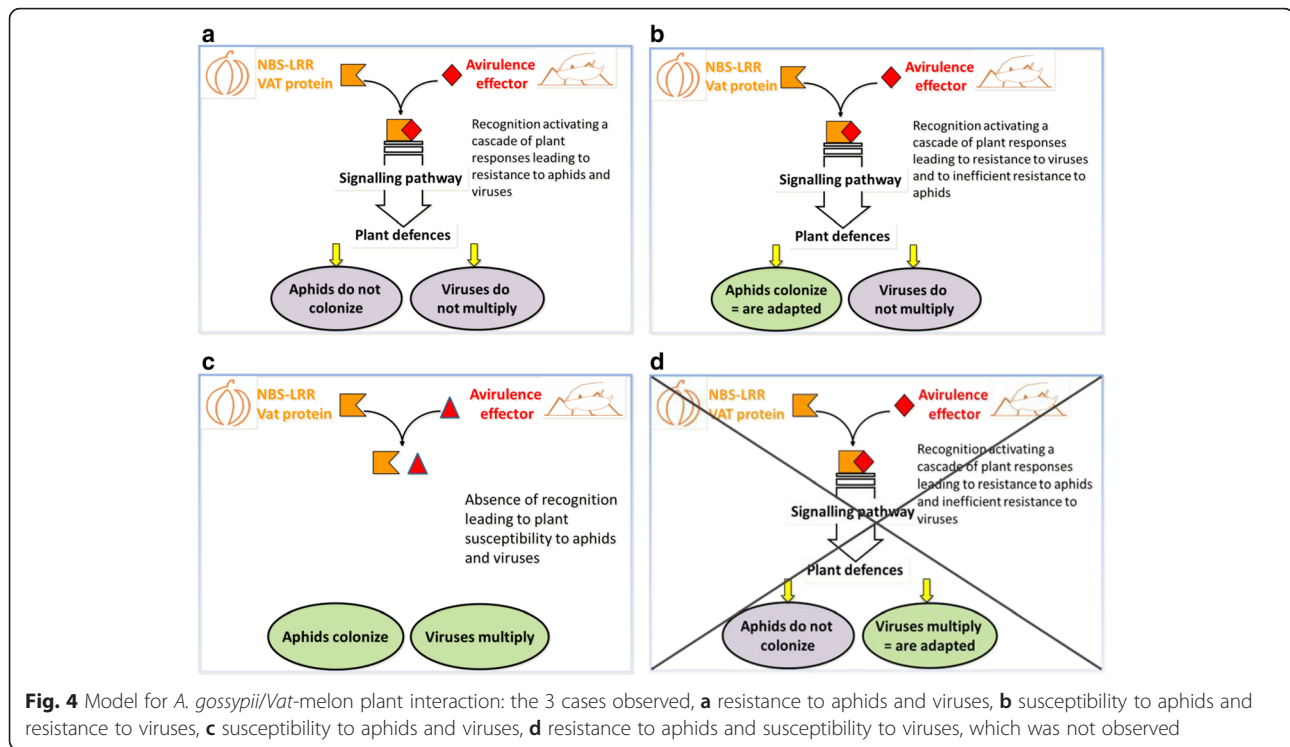 a
NBS-LRR
VAT protein
Avirulence
effector
Recognition activating a
cascade of plant
responses leading to
resistance to aphids and
viruses
Signalling pathway
Plant defences
Aphids do not
colonize
Viruses do
not multiply
b
NBS-LRR
Vat protein
Avirulence
effector
Recognition activating a
cascade of plant responses
leading to resistance to viruses
and to inefficient resistance to
aphids
Signalling pathway
Plant defences
Aphids colonize
= are adapted
Viruses do
not multiply
c
NBS-LRR
Vat protein
Avirulence
effector
Absence of recognition
leading to plant
susceptibility to aphids
and viruses
Aphids colonize
Viruses multiply
d
NBS-LRR
VAT protein
Avirulence
effector
Recognition activating a
cascade of plant responses
leading to resistance to aphids
and inefficient resistance to
viruses
Signalling pathway
Plant defences
Aphids do not
colonize
Viruses multiply
= are adapted
Fig. 4 Model for A. gossypii/Vat-melon plant interaction: the 3 cases observed, a resistance to aphids and viruses, b susceptibility to aphids and
resistance to viruses, c susceptibility to aphids and viruses, d resistance to aphids and susceptibility to viruses, which was not observed